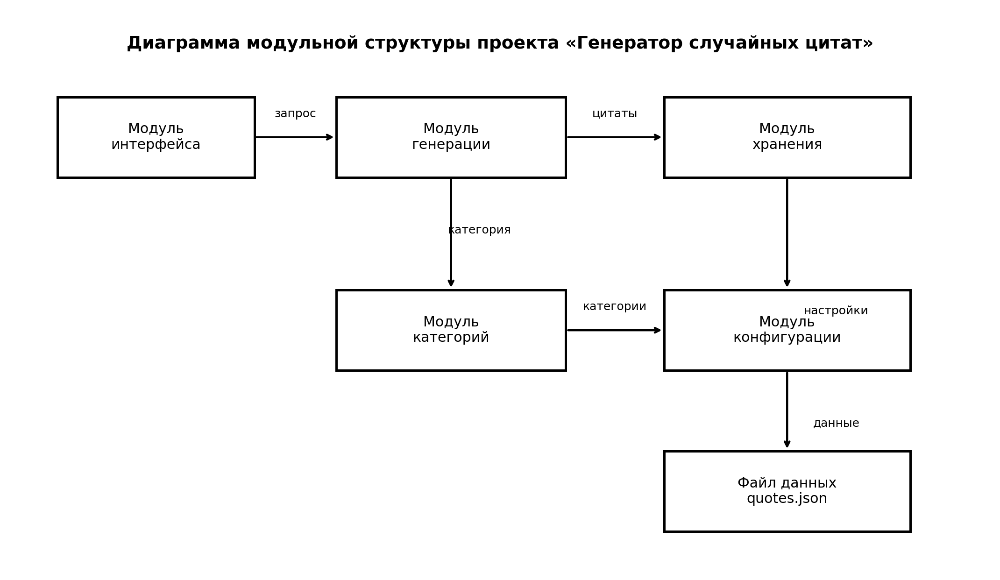 Диаграмма модульной структуры проекта «Генератор случайных цитат»
Модуль
интерфейса
запрос
Модуль
генерации
цитаты
Модуль
хранения
категория
Модуль
категорий
категории
настройки
Модуль
конфигурации
данные
Файл данных
quotes.json